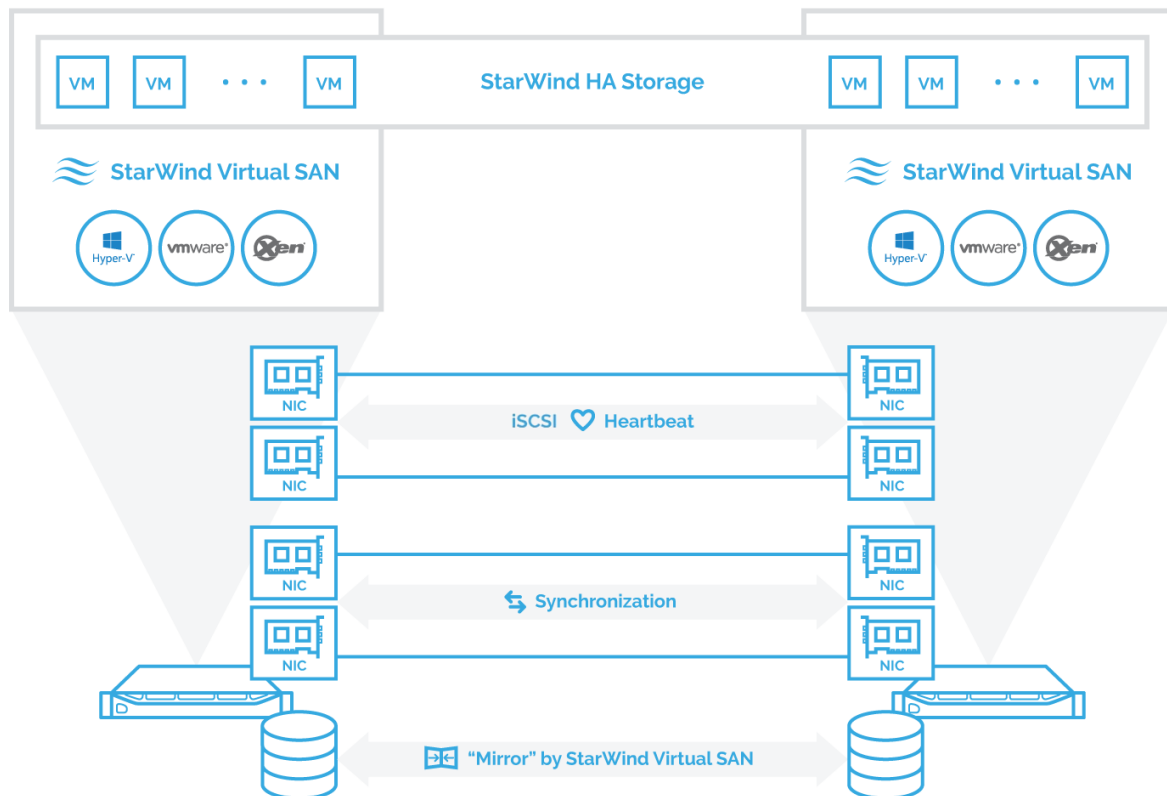 VM VM ... VM StarWind HA Storage VM VM ... VM
StarWind Virtual SAN StarWind Virtual SAN
Hyper-V vmware® Xen® Hyper-V vmware® Xen®
NIC NIC
iSCSI Heartbeat
NIC NIC
NIC NIC
Synchronization
NIC NIC
“Mirror” by StarWind Virtual SAN